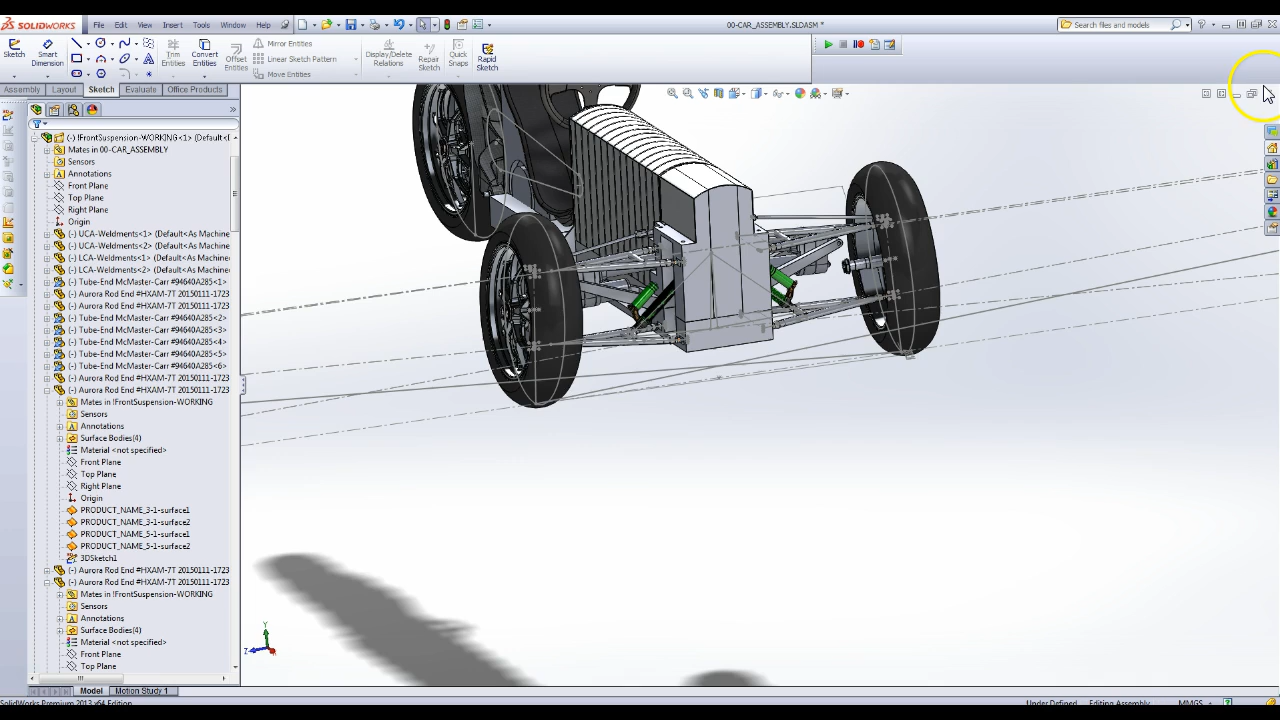 SOLIDWORKS File Edit View Insert Tools Window Help 00-CAR_ASSEMBLY.SLDASM * Search files and models
Sketch Smart Dimension Trim Entities Convert Entities Offset Entities Mirror Entities Linear Sketch Pattern Move Entities Display/Delete Relations Repair Sketch Quick Snaps Rapid Sketch
Assembly Layout Sketch Evaluate Office Products
(-) !FrontSuspension-WORKING<1> (Default<D
Mates in 00-CAR_ASSEMBLY
Sensors
Annotations
Front Plane
Top Plane
Right Plane
Origin
(-) UCA-Weldments<1> (Default<As Machine
(-) UCA-Weldments<2> (Default<As Machine
(-) LCA-Weldments<1> (Default<As Machine
(-) LCA-Weldments<2> (Default<As Machine
(-) Tube-End McMaster-Carr #94640A285<1>
(-) Aurora Rod End #HXAM-7T 20150111-1723
(-) Aurora Rod End #HXAM-7T 20150111-1723
(-) Tube-End McMaster-Carr #94640A285<2>
(-) Tube-End McMaster-Carr #94640A285<3>
(-) Tube-End McMaster-Carr #94640A285<4>
(-) Tube-End McMaster-Carr #94640A285<5>
(-) Tube-End McMaster-Carr #94640A285<6>
(-) Aurora Rod End #HXAM-7T 20150111-1723
(-) Aurora Rod End #HXAM-7T 20150111-1723
Mates in !FrontSuspension-WORKING
Sensors
Annotations
Surface Bodies(4)
Material <not specified>
Front Plane
Top Plane
Right Plane
Origin
PRODUCT_NAME_3-1-surface1
PRODUCT_NAME_3-1-surface2
PRODUCT_NAME_5-1-surface1
PRODUCT_NAME_5-1-surface2
3DSketch1
(-) Aurora Rod End #HXAM-7T 20150111-1723
(-) Aurora Rod End #HXAM-7T 20150111-1723
Mates in !FrontSuspension-WORKING
Sensors
Annotations
Surface Bodies(4)
Material <not specified>
Front Plane
Top Plane
Y
Z
Model Motion Study 1
SolidWorks Premium 2013 x64 Edition Under Defined Editing Assembly MMGS